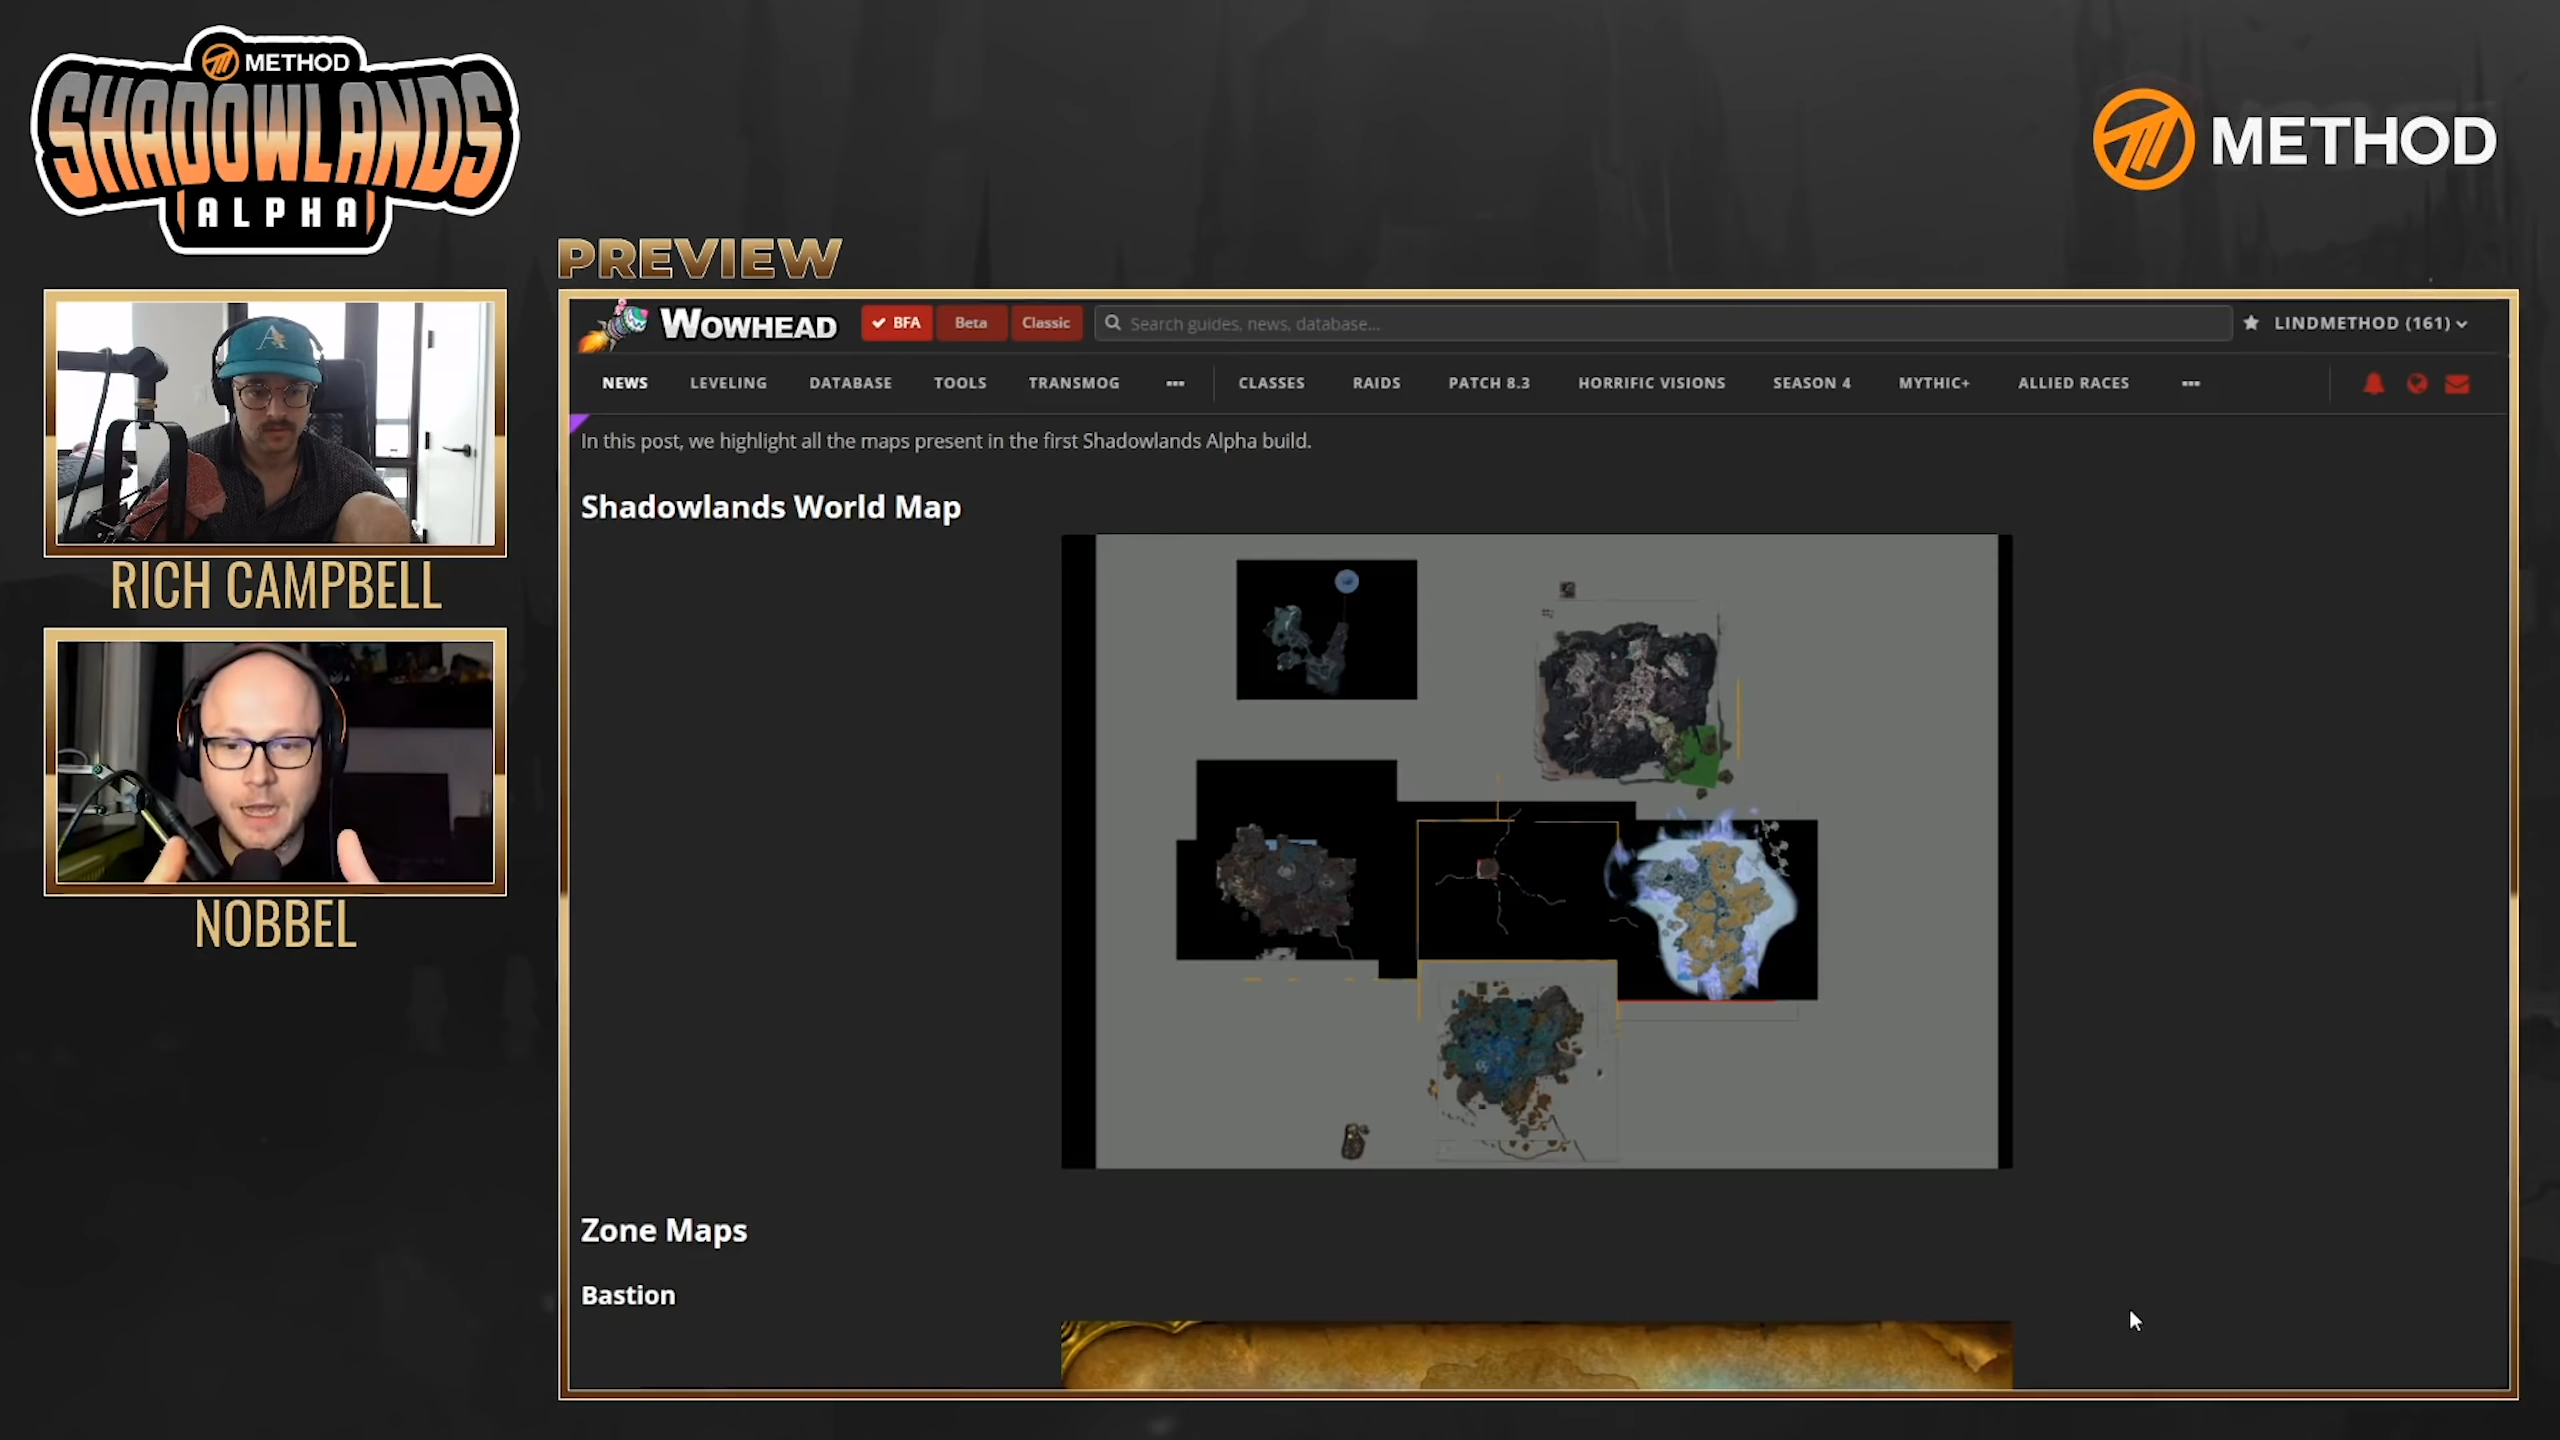 METHOD
SHADOWLANDS
ALPHA
METHOD
PREVIEW
RICH CAMPBELL
NOBBEL
WOWHEAD
BFA
Beta
Classic
Search guides, news, database...
LINDMETHOD (161)
NEWS
LEVELING
DATABASE
TOOLS
TRANSMOG
CLASSES
RAIDS
PATCH 8.3
HORRIFIC VISIONS
SEASON 4
MYTHIC+
ALLIED RACES
In this post, we highlight all the maps present in the first Shadowlands Alpha build.
Shadowlands World Map
Zone Maps
Bastion